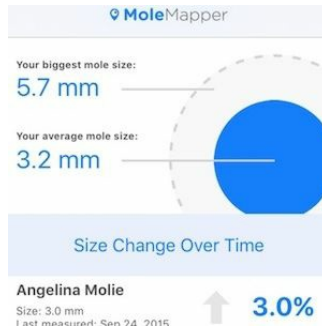 MoleMapper
Your biggest mole size:
5.7 mm
Your average mole size:
3.2 mm
Size Change Over Time
Angelina Molie
Size: 3.0 mm
3.0%
Last measured: Sep 24, 2015